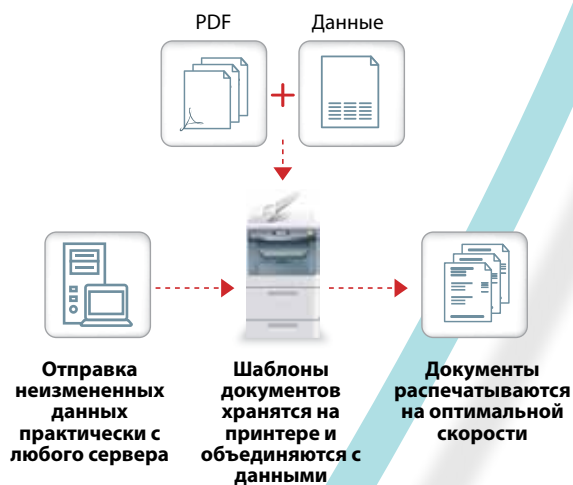 PDF
Данные
Отправка
неизмененных
данных
практически с
любого сервера
Шаблоны
документов
хранятся на
принтере и
объединяются с
данными
Документы
распечатываются
на оптимальной
скорости